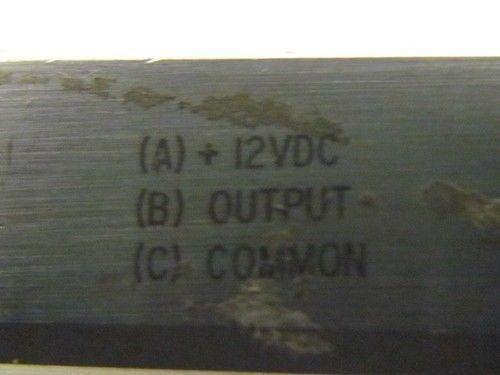 (A) + 12VDC
(B) OUTPUT
(C) COMMON